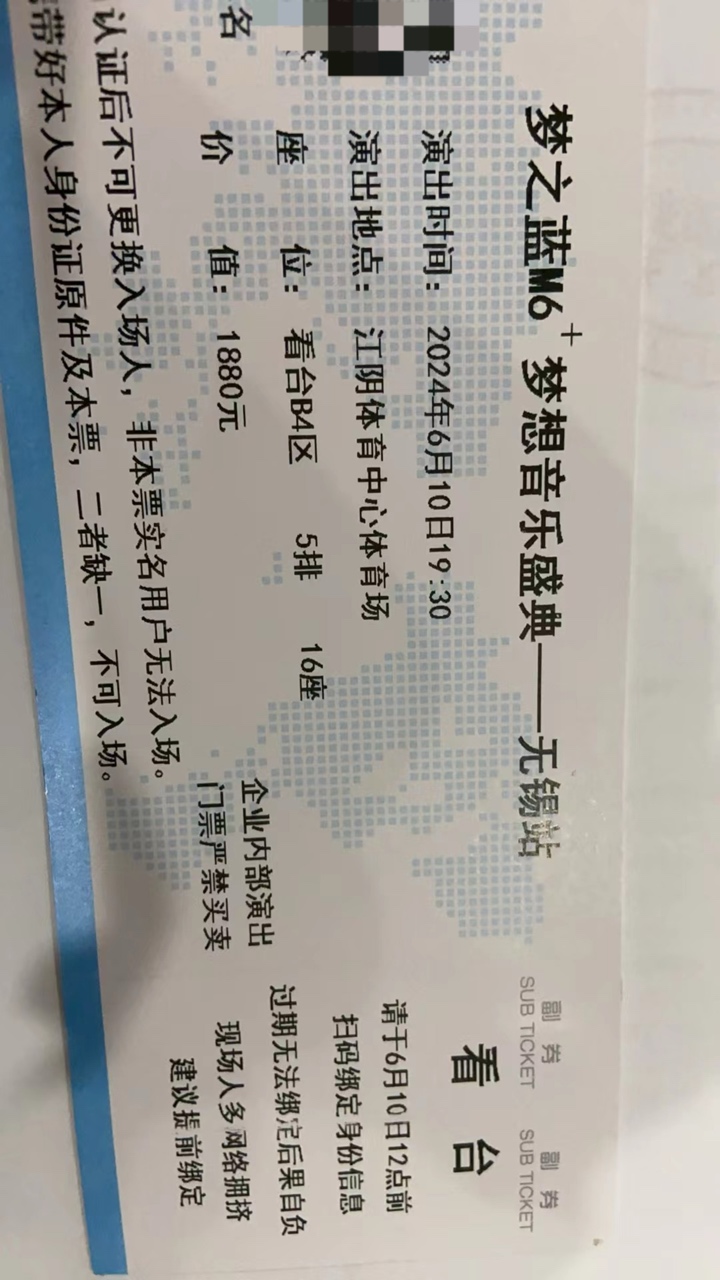 梦之蓝M6+ 梦想音乐盛典——无锡站
演出时间：2024年6月10日19:30
演出地点：江阴体育中心体育场
座 位：看台B4区 5排 16座
价 值：1880元
名
认证后不可更换入场人，非本票实名用户无法入场。
带好本人身份证原件及本票，二者缺一，不可入场。
企业内部演出
门票严禁买卖
副 券 副 券
SUB TICKET SUB TICKET
看 台
请于6月10日12点前
扫码绑定身份信息
过期无法绑定后果自负
现场人多网络拥挤
建议提前绑定